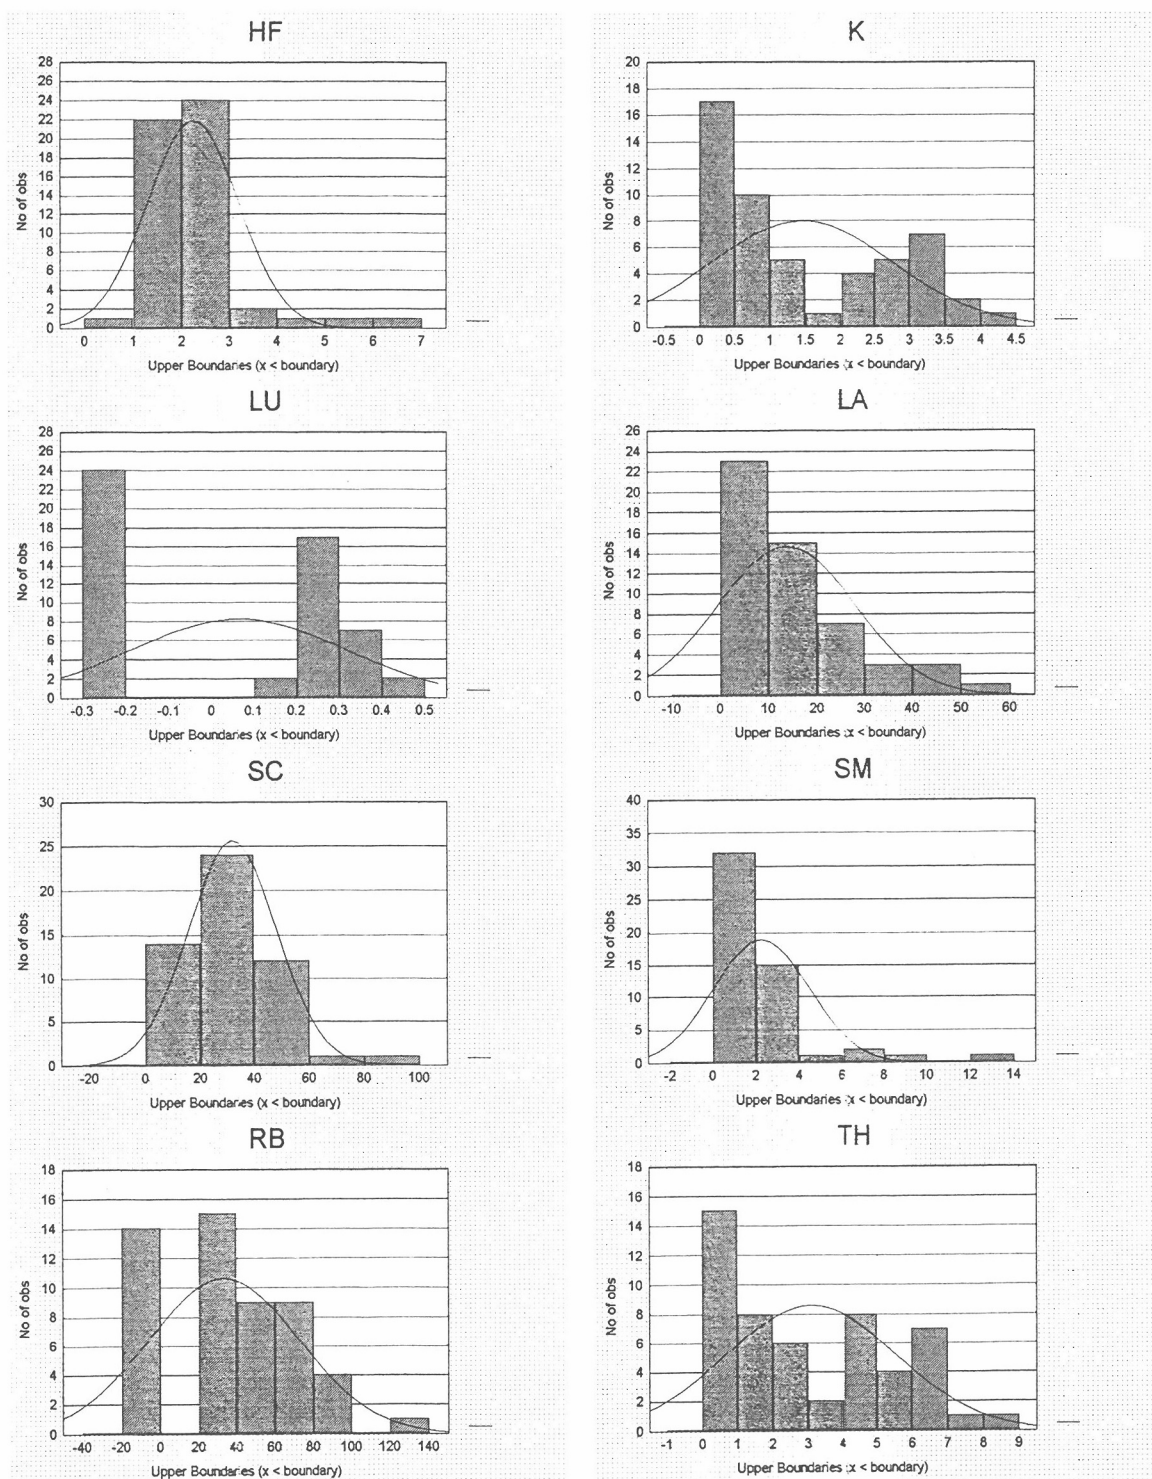 HF
No of obs
28
26
24
22
20
18
16
14
12
10
8
6
4
2
0
0 1 2 3 4 5 6 7
Upper Boundaries (x < boundary)
K
No of obs
20
18
16
14
12
10
8
6
4
2
0
-0.5 0 0.5 1 1.5 2 2.5 3 3.5 4 4.5
Upper Boundaries (x < boundary)
LU
No of obs
28
26
24
22
20
18
16
14
12
10
8
6
4
2
0
-0.3 -0.2 -0.1 0 0.1 0.2 0.3 0.4 0.5
Upper Boundaries (x < boundary)
LA
No of obs
26
24
22
20
18
16
14
12
10
8
6
4
2
0
-10 0 10 20 30 40 50 60
Upper Boundaries (x < boundary)
SC
No of obs
30
25
20
15
10
5
0
-20 0 20 40 60 80 100
Upper Boundaries (x < boundary)
SM
No of obs
40
35
30
25
20
15
10
5
0
-2 0 2 4 6 8 10 12 14
Upper Boundaries (x < boundary)
RB
No of obs
18
16
14
12
10
8
6
4
2
0
-40 -20 0 20 40 60 80 100 120 140
Upper Boundaries (x < boundary)
TH
No of obs
18
16
14
12
10
8
6
4
2
0
-1 0 1 2 3 4 5 6 7 8 9
Upper Boundaries (x < boundary)